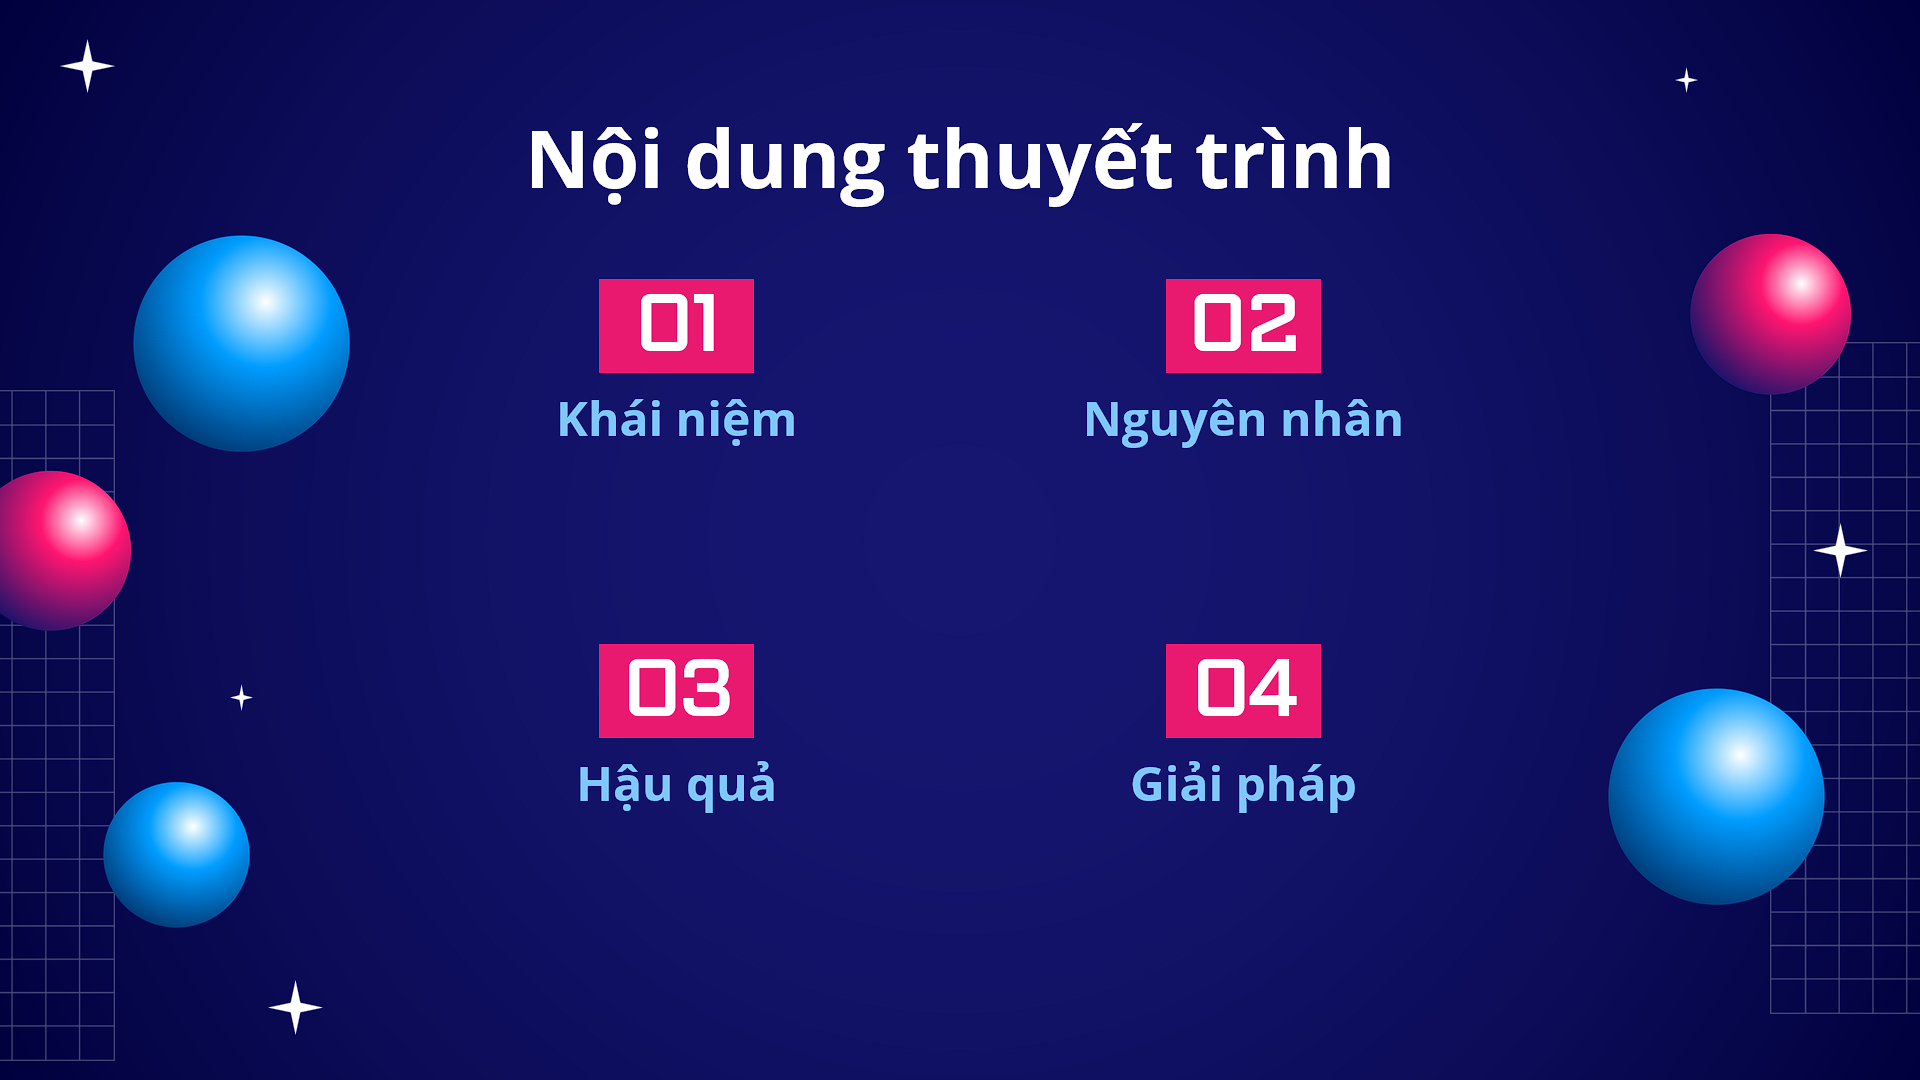 Nội dung thuyết trình
01
02
Khái niệm
Nguyên nhân
03
04
Hậu quả
Giải pháp